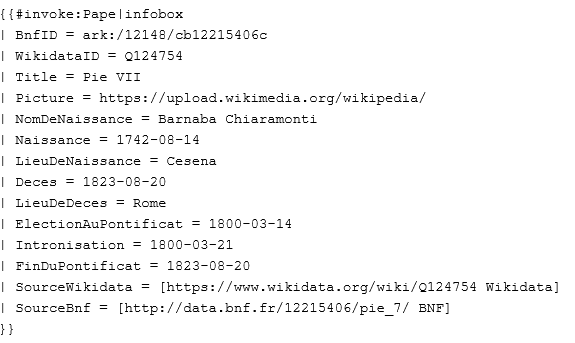 {{#invoke:Pape|infobox
| BnfID = ark:/12148/cb12215406c
| WikidataID = Q124754
| Title = Pie VII
| Picture = https://upload.wikimedia.org/wikipedia/
| NomDeNaissance = Barnaba Chiaramonti
| Naissance = 1742-08-14
| LieuDeNaissance = Cesena
| Deces = 1823-08-20
| LieuDeDeces = Rome
| ElectionAuPontificat = 1800-03-14
| Intronisation = 1800-03-21
| FinDuPontificat = 1823-08-20
| SourceWikidata = [https://www.wikidata.org/wiki/Q124754 Wikidata]
| SourceBnf = [http://data.bnf.fr/12215406/pie_7/ BNF]
}}